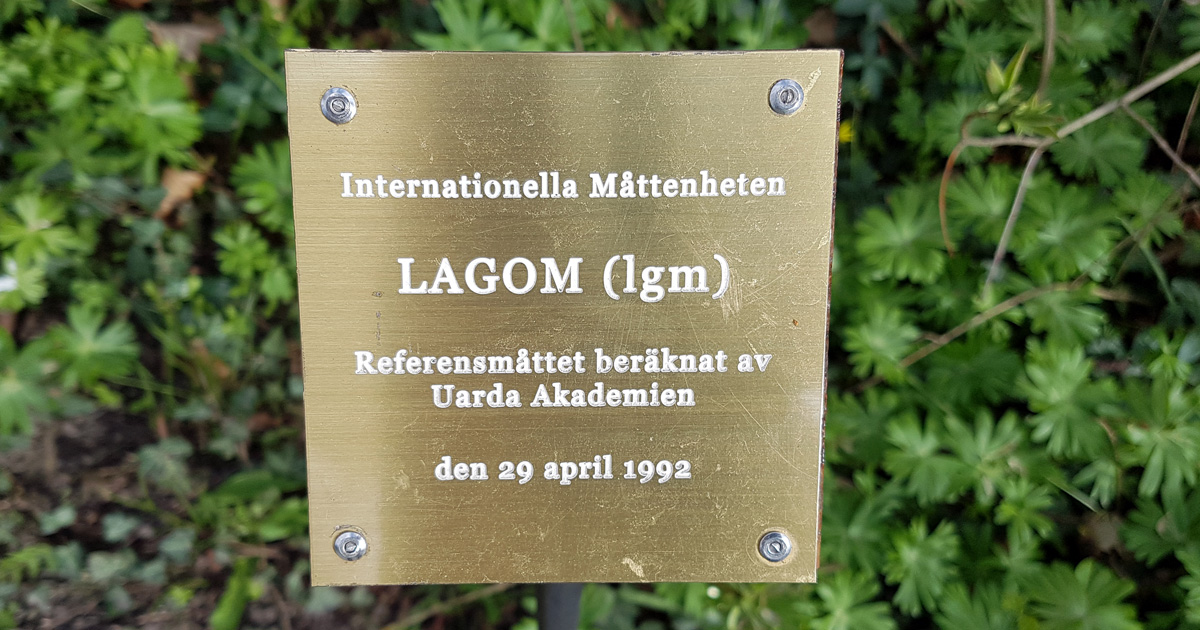 Internationella Måttenheten
LAGOM (lgm)
Referensmåttet beräknat av
Uarda Akademien
den 29 april 1992